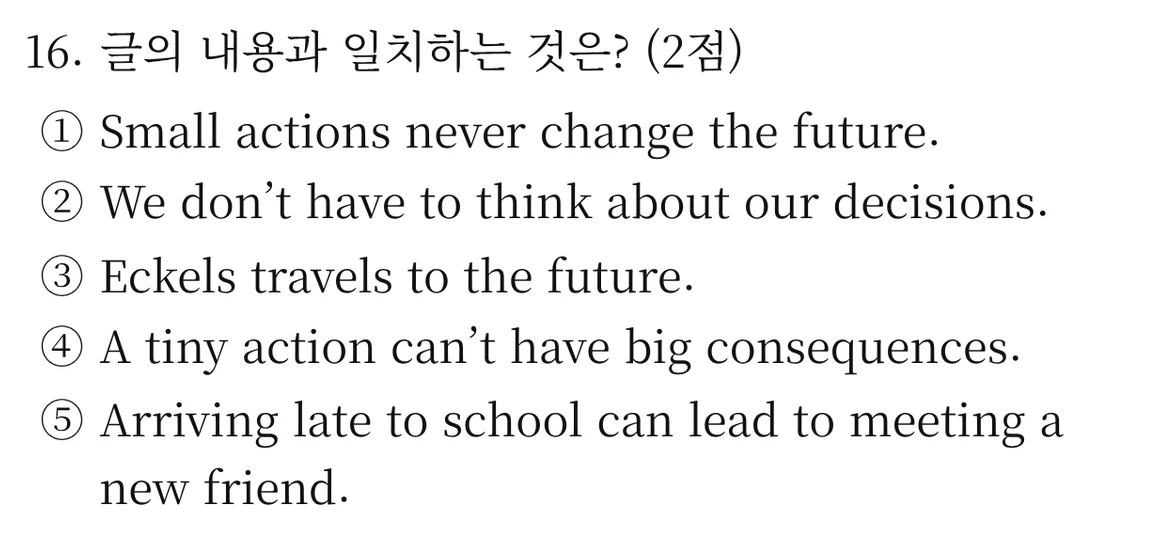 16. 글의 내용과 일치하는 것은? (2점)
① Small actions never change the future.
② We don’t have to think about our decisions.
③ Eckels travels to the future.
④ A tiny action can’t have big consequences.
⑤ Arriving late to school can lead to meeting a
new friend.